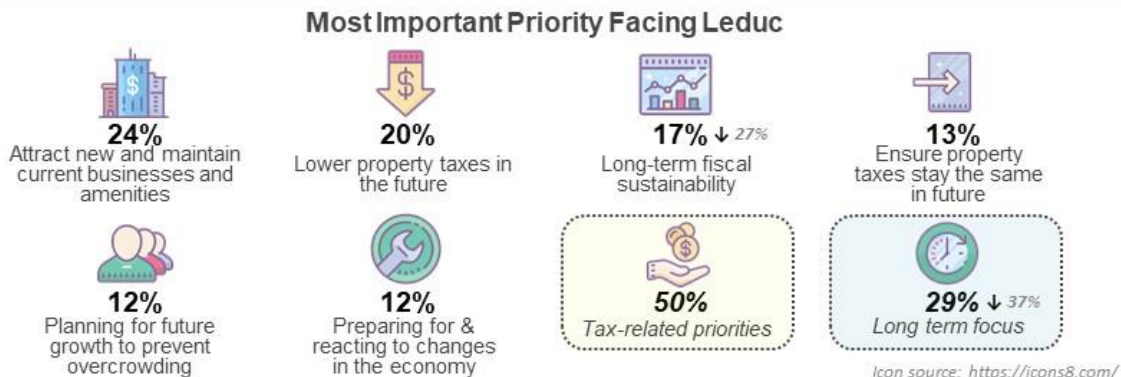 Most Important Priority Facing Leduc
24%
Attract new and maintain
current businesses and
amenities
20%
Lower property taxes in
the future
17% ↓ 27%
Long-term fiscal
sustainability
13%
Ensure property
taxes stay the same
in future
12%
Planning for future
growth to prevent
overcrowding
12%
Preparing for &
reacting to changes
in the economy
50%
Tax-related priorities
29% ↓ 37%
Long term focus
Icon source: https://icons8.com/